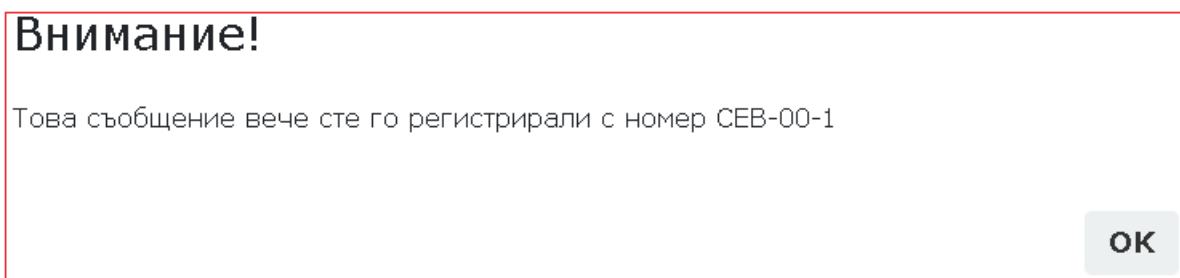 Внимание!
Това съобщение вече сте го регистрирали с номер СЕВ-00-1
OK